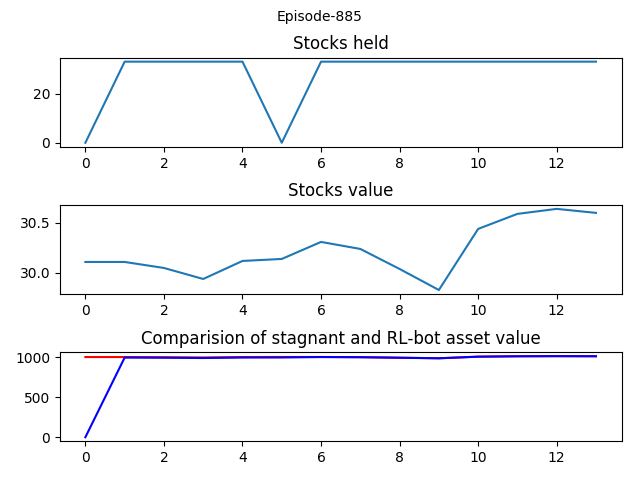 Episode-885
Stocks held
20
0
0 2 4 6 8 10 12
Stocks value
30.5
30.0
0 2 4 6 8 10 12
Comparision of stagnant and RL-bot asset value
1000
500
0
0 2 4 6 8 10 12